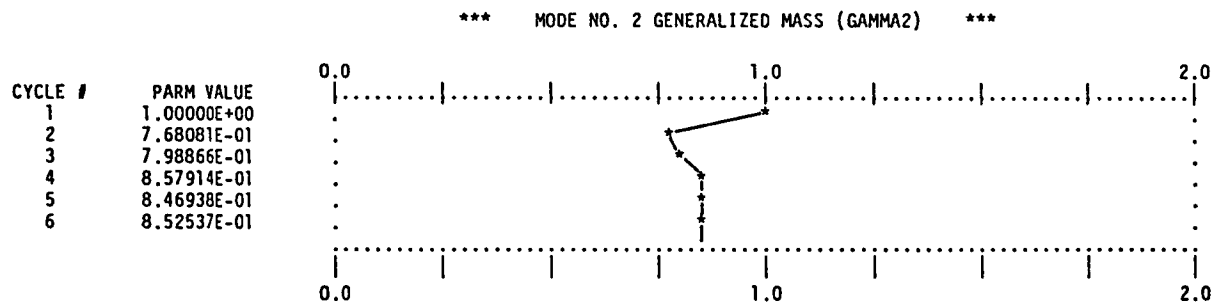 *** MODE NO. 2 GENERALIZED MASS (GAMMA2) ***
0.0 1.0 2.0
CYCLE # PARM VALUE
1 1.00000E+00
2 7.68081E-01
3 7.98866E-01
4 8.57914E-01
5 8.46938E-01
6 8.52537E-01
0.0 1.0 2.0